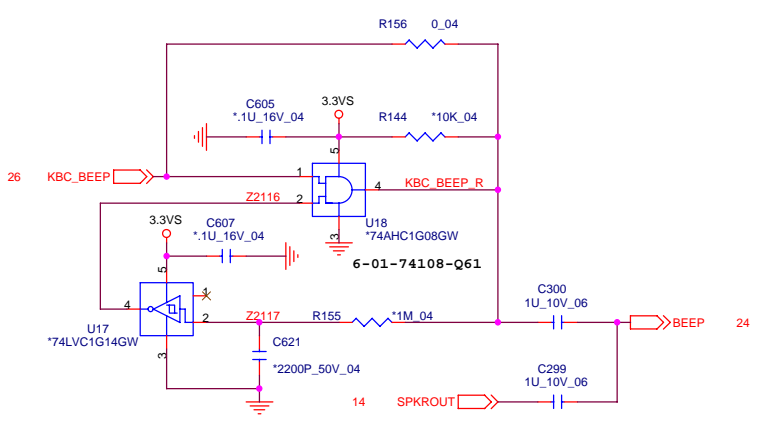 R156 0_04
C605
*.1U_16V_04
3.3VS
R144 *10K_04
5
26 KBC_BEEP
1
4 KBC_BEEP_R
Z2116 2
3
U18
*74AHC1G08GW
6-01-74108-Q61
3.3VS
C607
*.1U_16V_04
5
1
4
Z2117
2
R155 *1M_04
U17
*74LVC1G14GW
3
C621
*2200P_50V_04
C300
1U_10V_06
BEEP 24
C299
1U_10V_06
14 SPKROUT